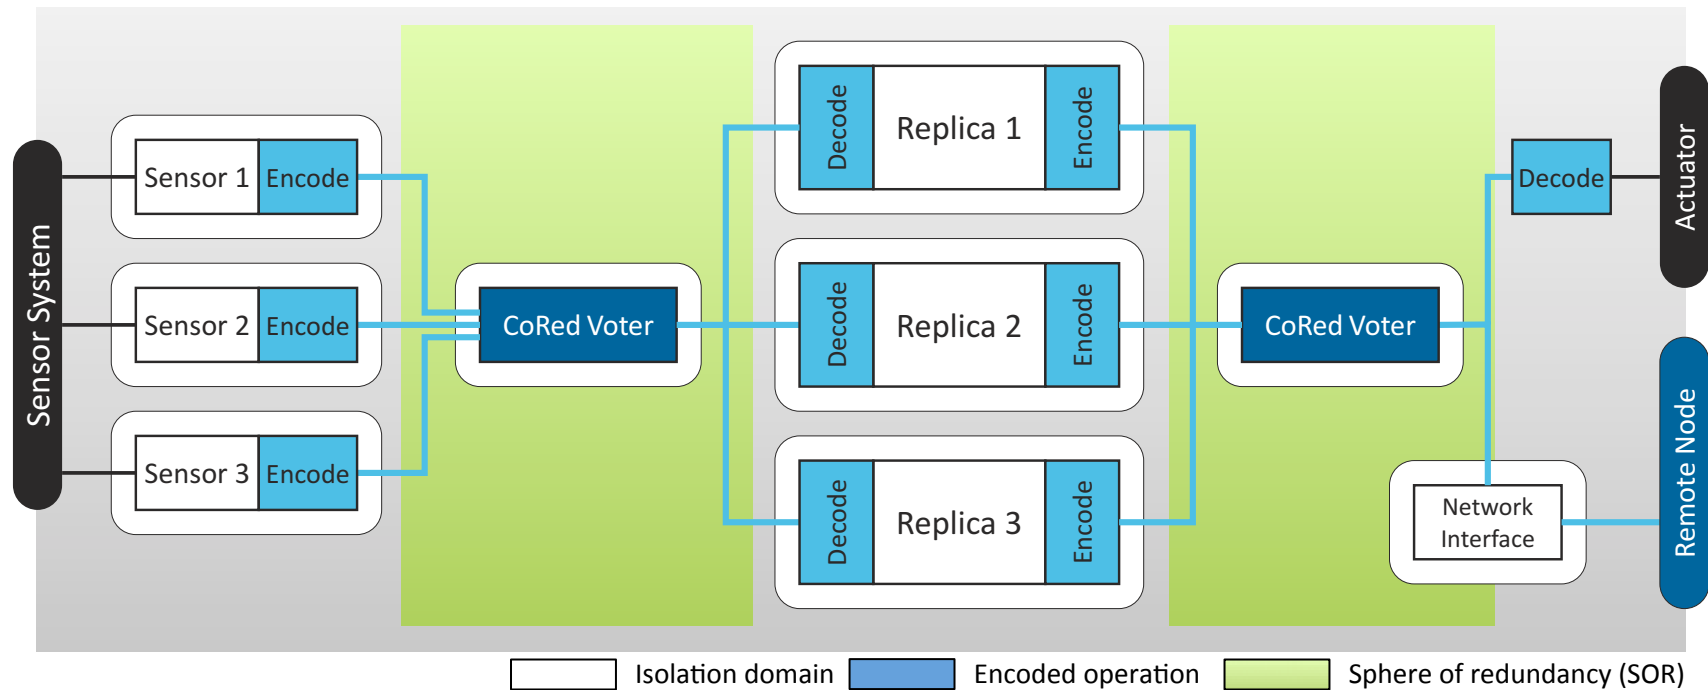 Sensor System
Sensor 1
Encode
Sensor 2
Encode
Sensor 3
Encode
CoRed Voter
Decode
Replica 1
Encode
Decode
Replica 2
Encode
Decode
Replica 3
Encode
CoRed Voter
Decode
Actuator
Network
Interface
Remote Node
Isolation domain
Encoded operation
Sphere of redundancy (SOR)